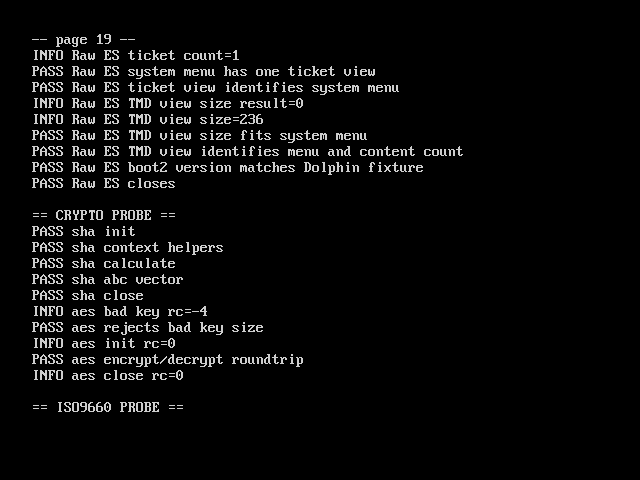 -- page 19 --
INFO Raw ES ticket count=1
PASS Raw ES system menu has one ticket view
PASS Raw ES ticket view identifies system menu
INFO Raw ES TMD view size result=0
INFO Raw ES TMD view size=236
PASS Raw ES TMD view size fits system menu
PASS Raw ES TMD view identifies menu and content count
PASS Raw ES boot2 version matches Dolphin fixture
PASS Raw ES closes
== CRYPTO PROBE ==
PASS sha init
PASS sha context helpers
PASS sha calculate
PASS sha abc vector
PASS sha close
INFO aes bad key rc=-4
PASS aes rejects bad key size
INFO aes init rc=0
PASS aes encrypt/decrypt roundtrip
INFO aes close rc=0
== ISO9660 PROBE ==